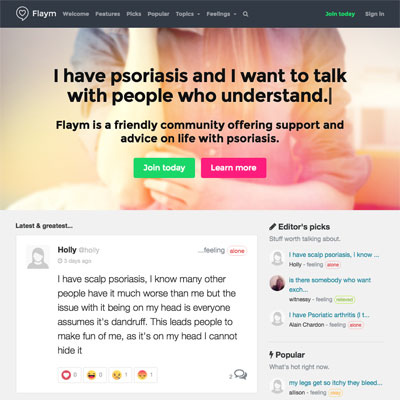 Flaym Welcome Features Picks Popular Topics Feelings Join today Sign in
I have psoriasis and I want to talk
with people who understand.|
Flaym is a friendly community offering support and
advice on life with psoriasis.
Join today Learn more
Latest & greatest...
Holly @holly ...feeling alone
3 days ago
I have scalp psoriasis, I know many other
people have it much worse than me but the
issue with it being on my head is everyone
assumes it's dandruff. This leads people to
make fun of me, as it's on my head I cannot
hide it
0 0 1 1 2
Editor's picks
Stuff worth talking about.
I have scalp psoriasis, I know ...
Holly - feeling alone
is there somebody who want
exch...
witnessy - feeling relaxed
I have Psoriatic arthritis (I t...
Alain Chardon - feeling alone
Popular
What's hot right now.
my legs get so itchy they bleed...
allison - feeling